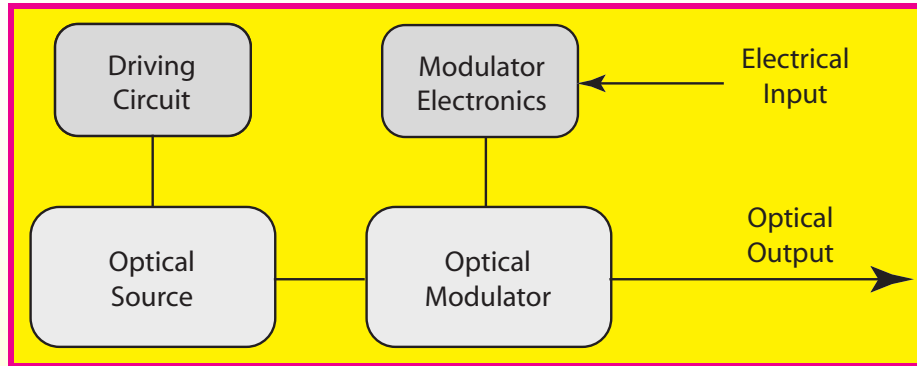 Driving
Circuit
Modulator
Electronics
Electrical
Input
Optical
Source
Optical
Modulator
Optical
Output